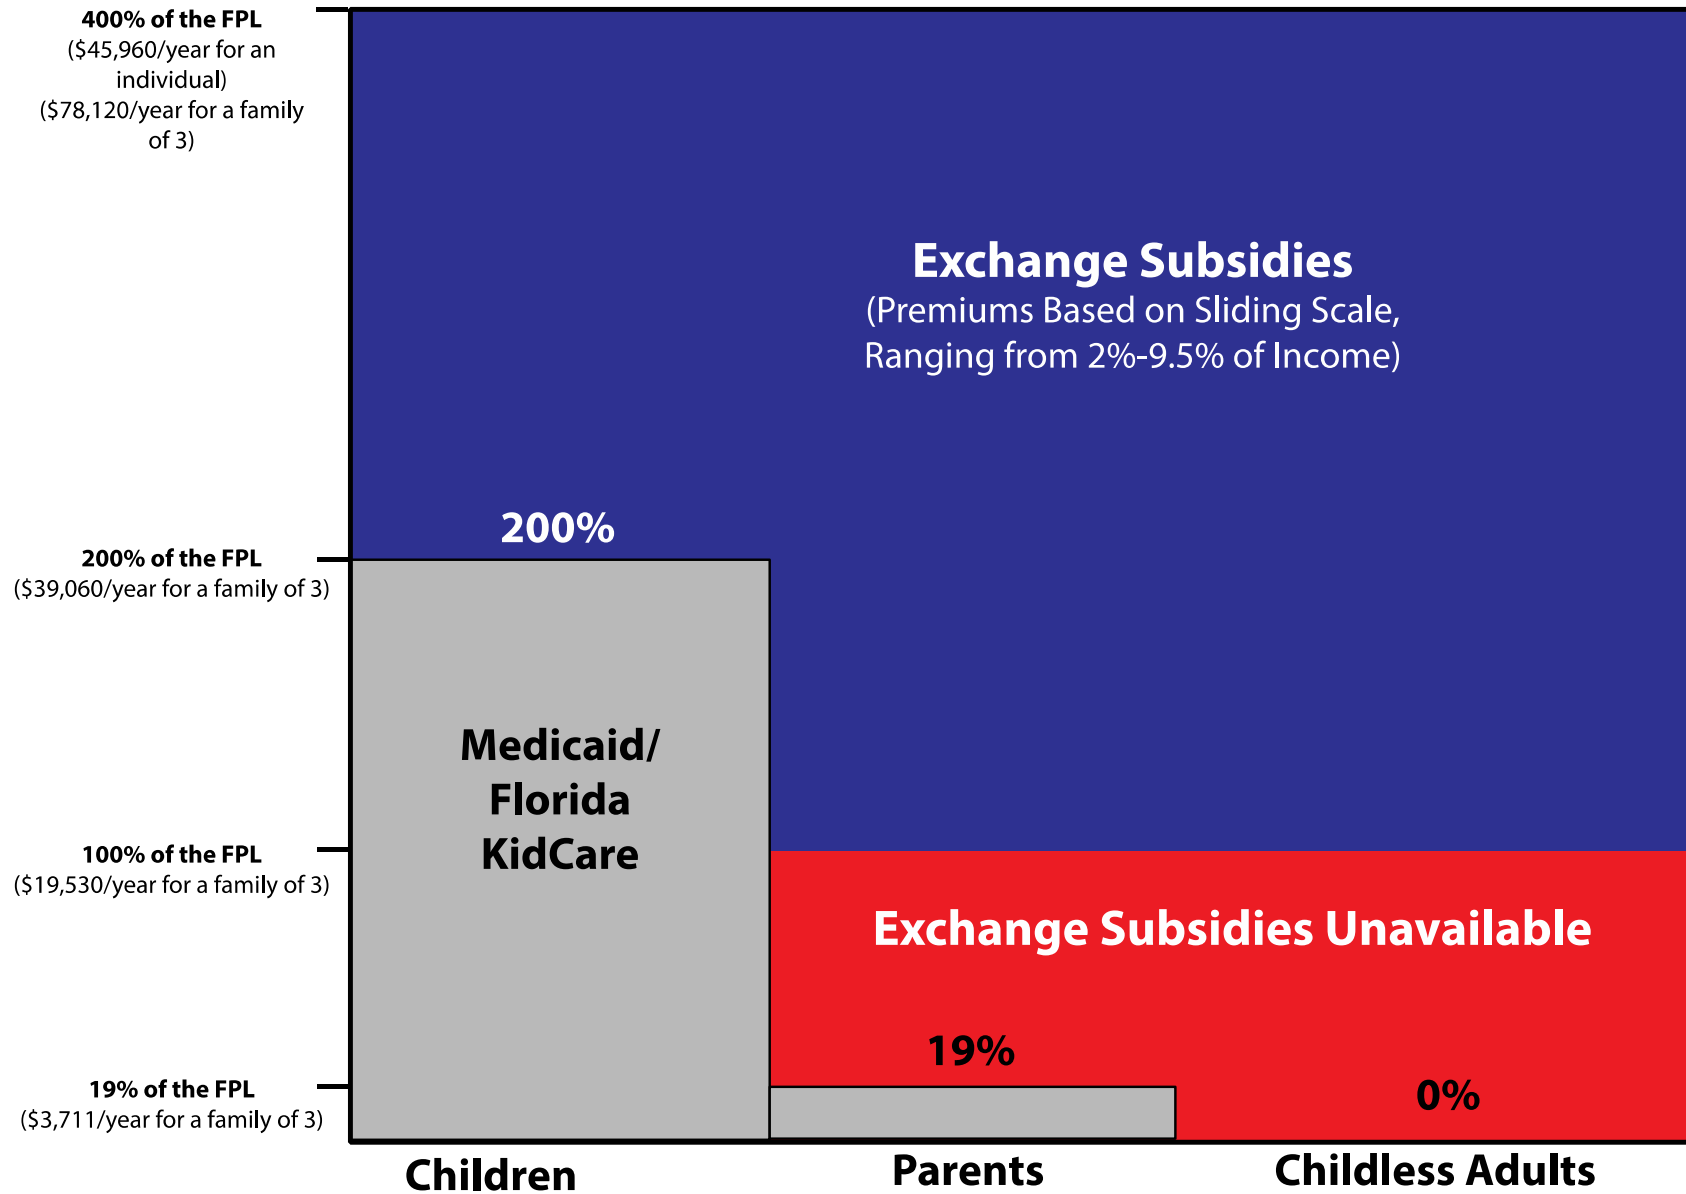 400% of the FPL
($45,960/year for an
individual)
($78,120/year for a family
of 3)
Exchange Subsidies
(Premiums Based on Sliding Scale,
Ranging from 2%-9.5% of Income)
200%
200% of the FPL
($39,060/year for a family of 3)
Medicaid/
Florida
KidCare
100% of the FPL
($19,530/year for a family of 3)
Exchange Subsidies Unavailable
19%
19% of the FPL
($3,711/year for a family of 3)
0%
Children
Parents
Childless Adults